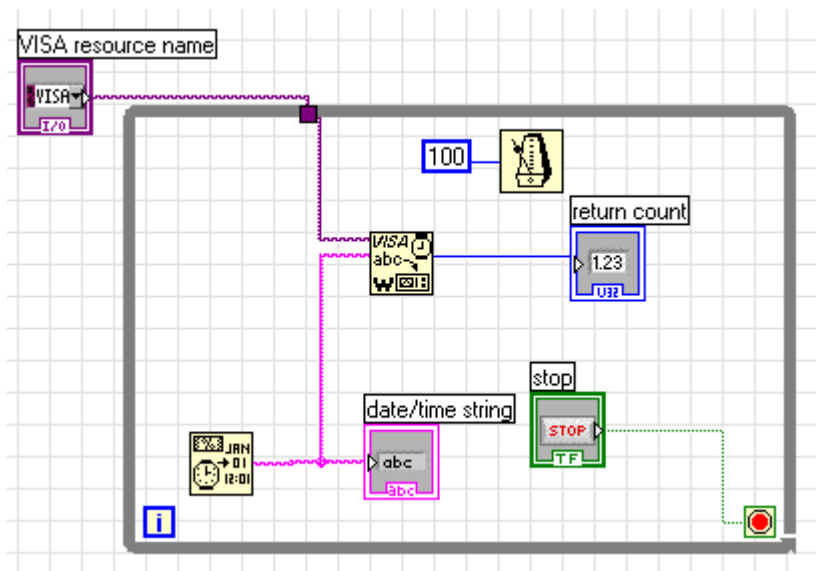 VISA resource name
VISA
I/O
100
return count
VISA
abc
W
1.23
U32
stop
date/time string
STOP
TF
JAN
01
12:01
abc
abc
i